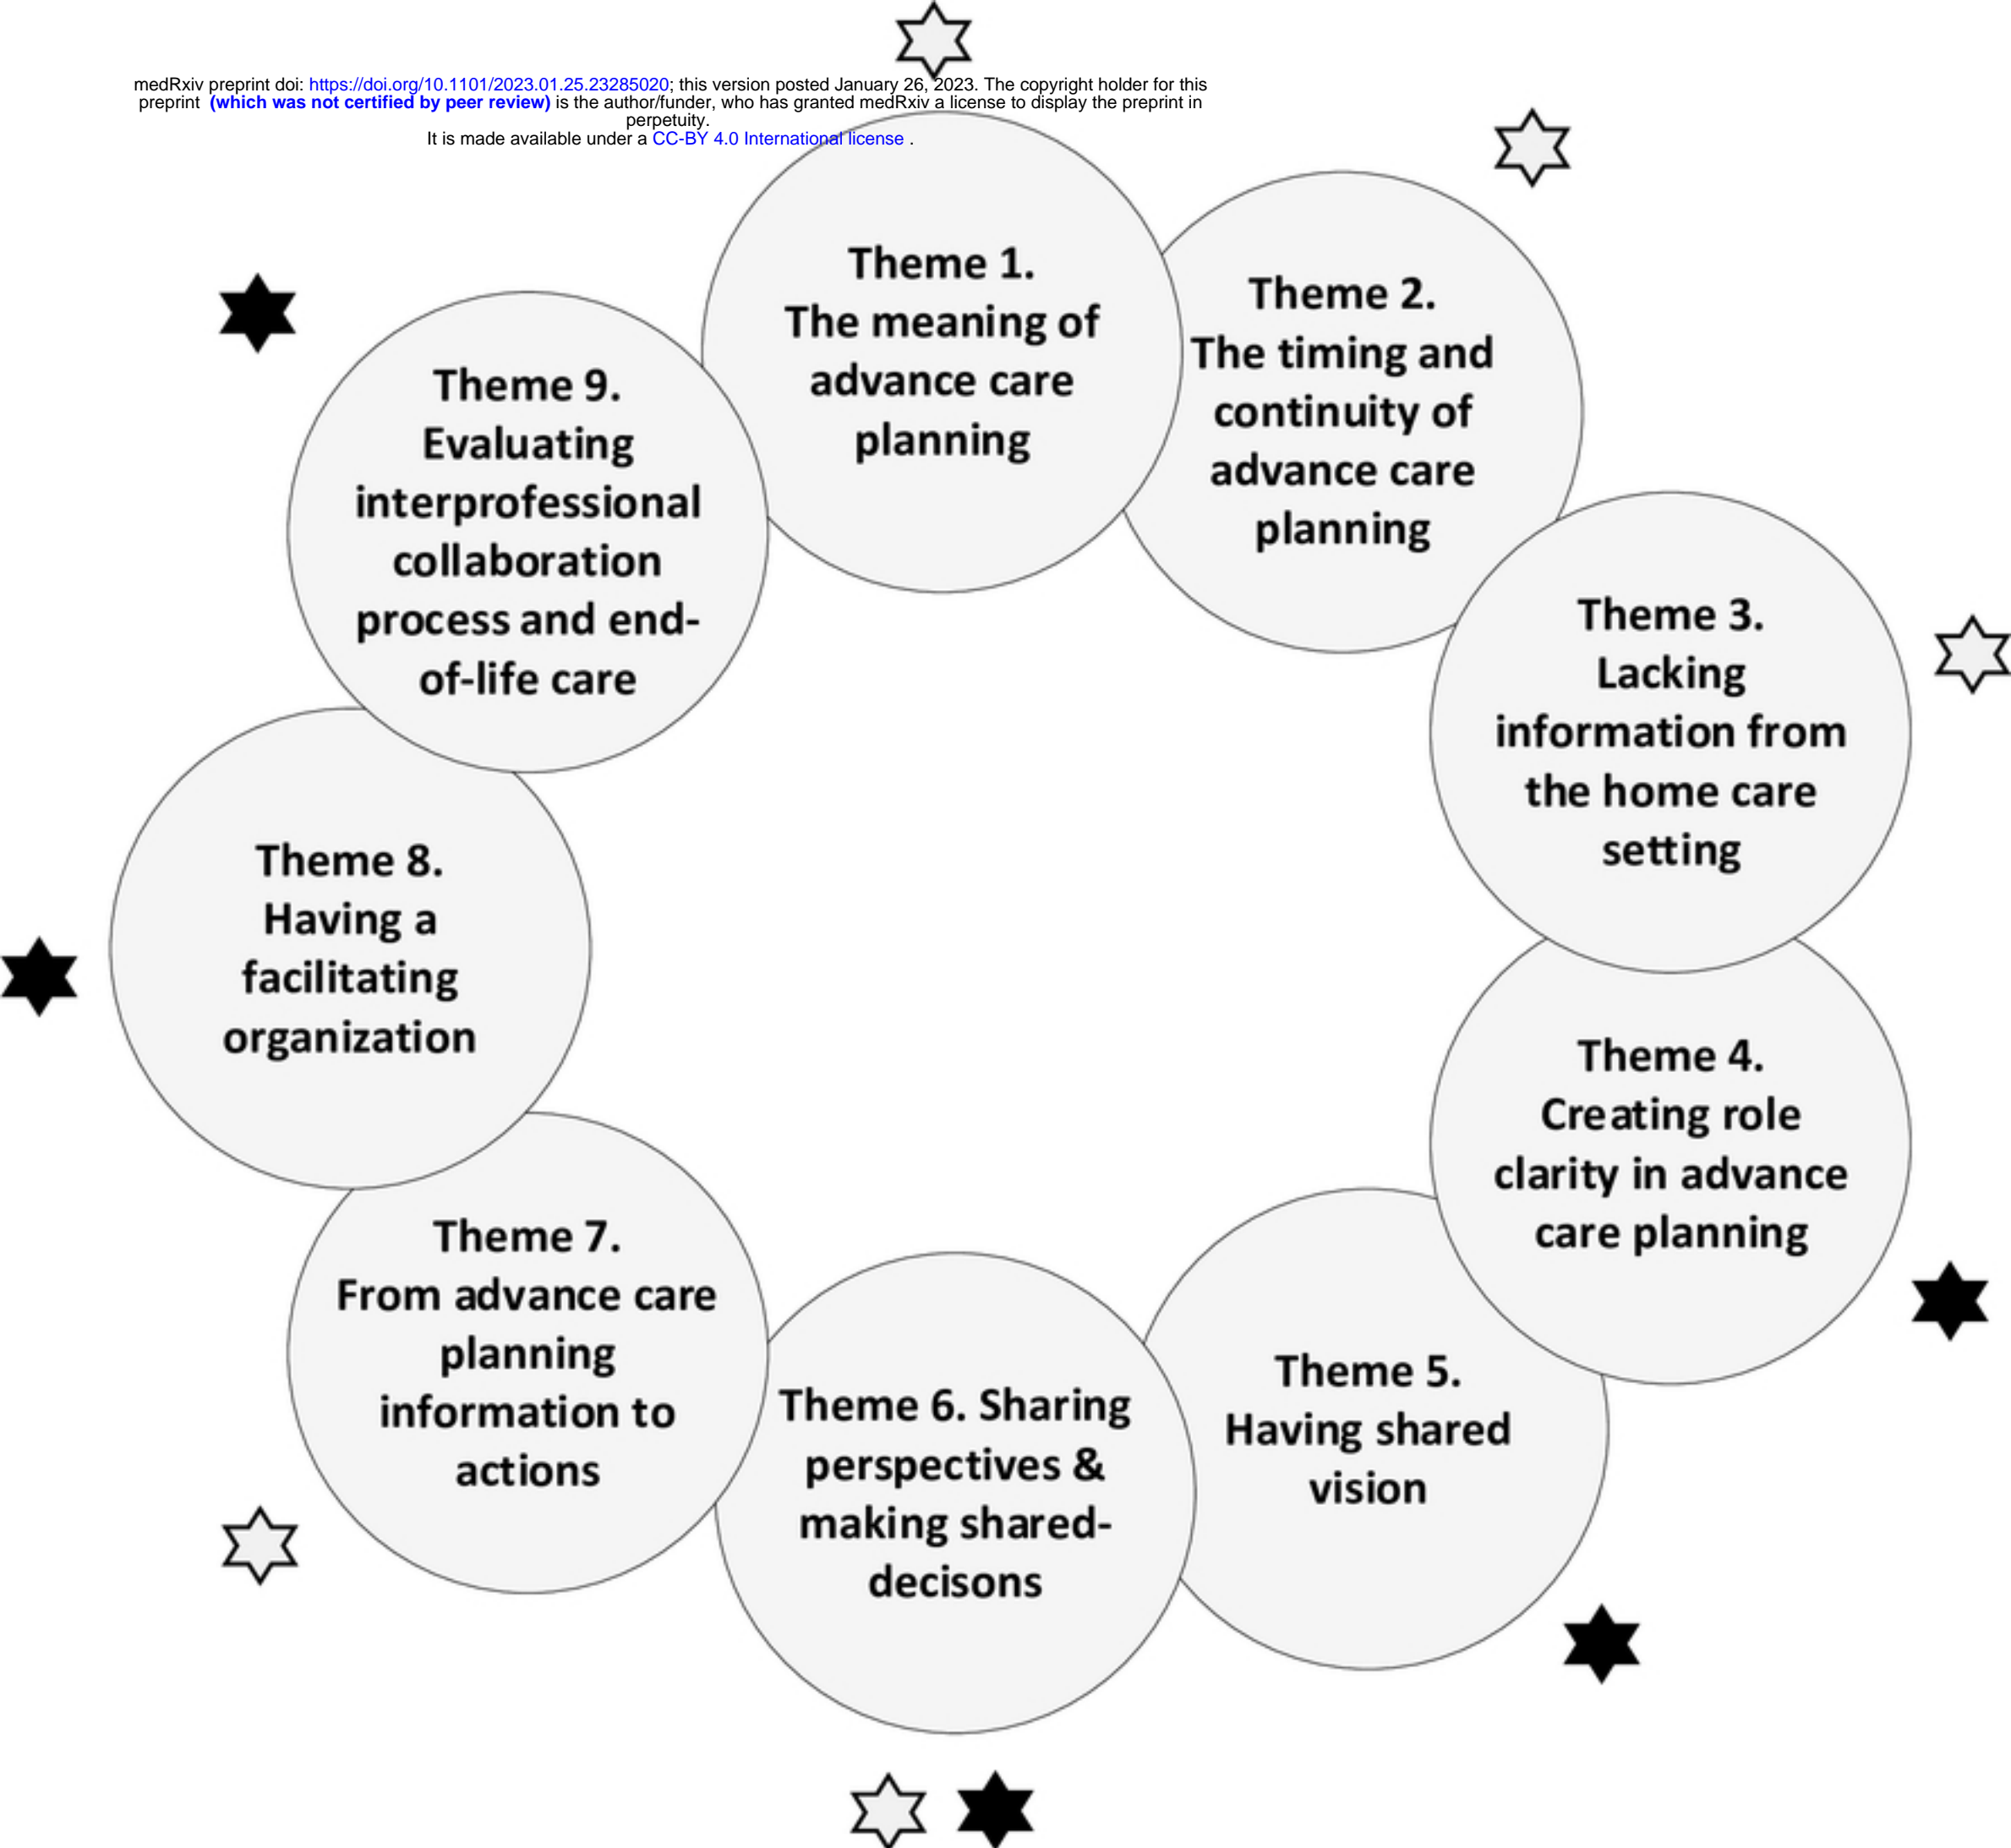 medRxiv preprint doi: https://doi.org/10.1101/2023.01.25.23285020; this version posted January 26, 2023. The copyright holder for this
preprint (which was not certified by peer review) is the author/funder, who has granted medRxiv a license to display the preprint in
perpetuity.
It is made available under a CC-BY 4.0 International license .
Theme 1.
The meaning of
advance care
planning
Theme 2.
The timing and
continuity of
advance care
planning
Theme 3.
Lacking
information from
the home care
setting
Theme 4.
Creating role
clarity in advance
care planning
Theme 5.
Having shared
vision
Theme 6. Sharing
perspectives &
making shared-
decisons
Theme 7.
From advance care
planning
information to
actions
Theme 8.
Having a
facilitating
organization
Theme 9.
Evaluating
interprofessional
collaboration
process and end-
of-life care